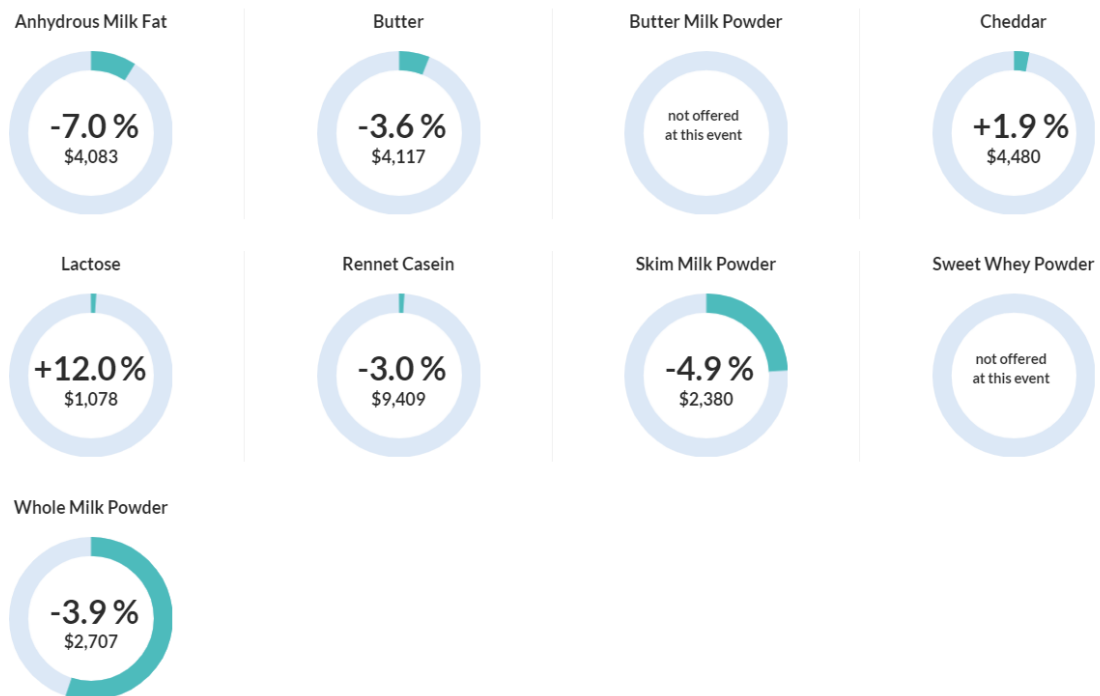 Anhydrous Milk Fat
-7.0 %
$4,083
Butter
-3.6 %
$4,117
Butter Milk Powder
not offered
at this event
Cheddar
+1.9 %
$4,480
Lactose
+12.0 %
$1,078
Rennet Casein
-3.0 %
$9,409
Skim Milk Powder
-4.9 %
$2,380
Sweet Whey Powder
not offered
at this event
Whole Milk Powder
-3.9 %
$2,707